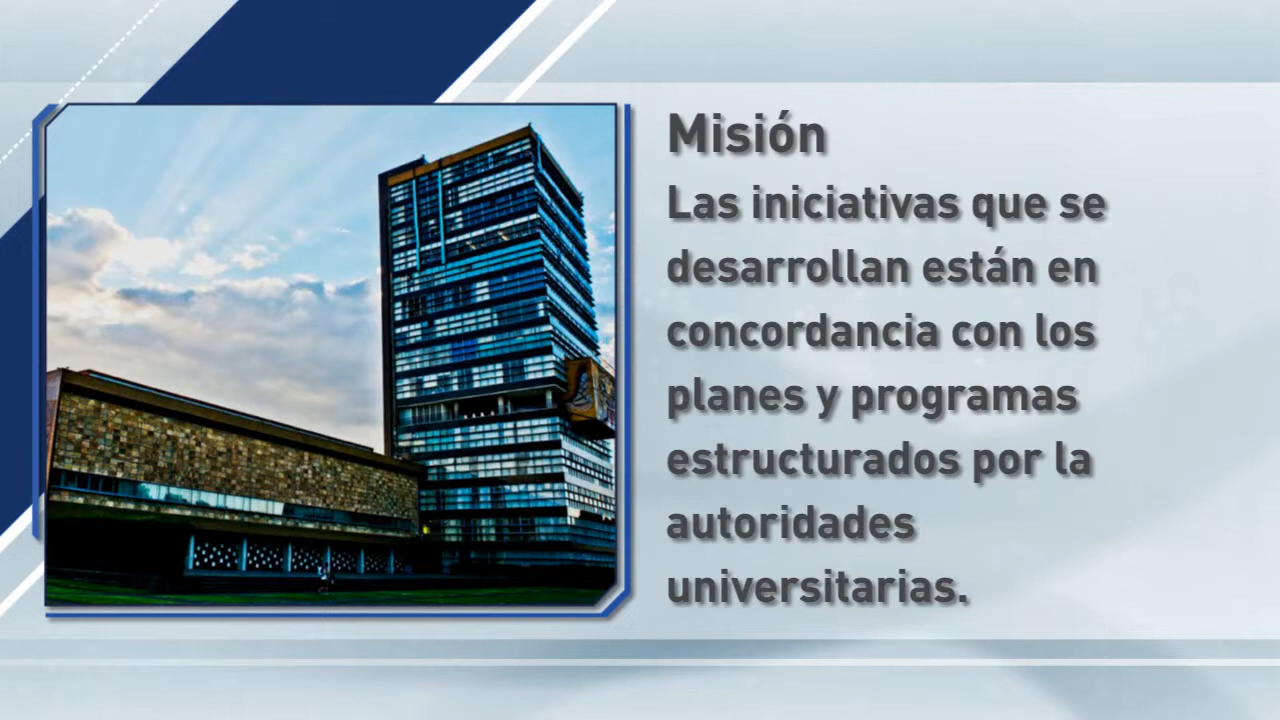 Misión
Las iniciativas que se
desarrollan están en
concordancia con los
planes y programas
estructurados por la
autoridades
universitarias.